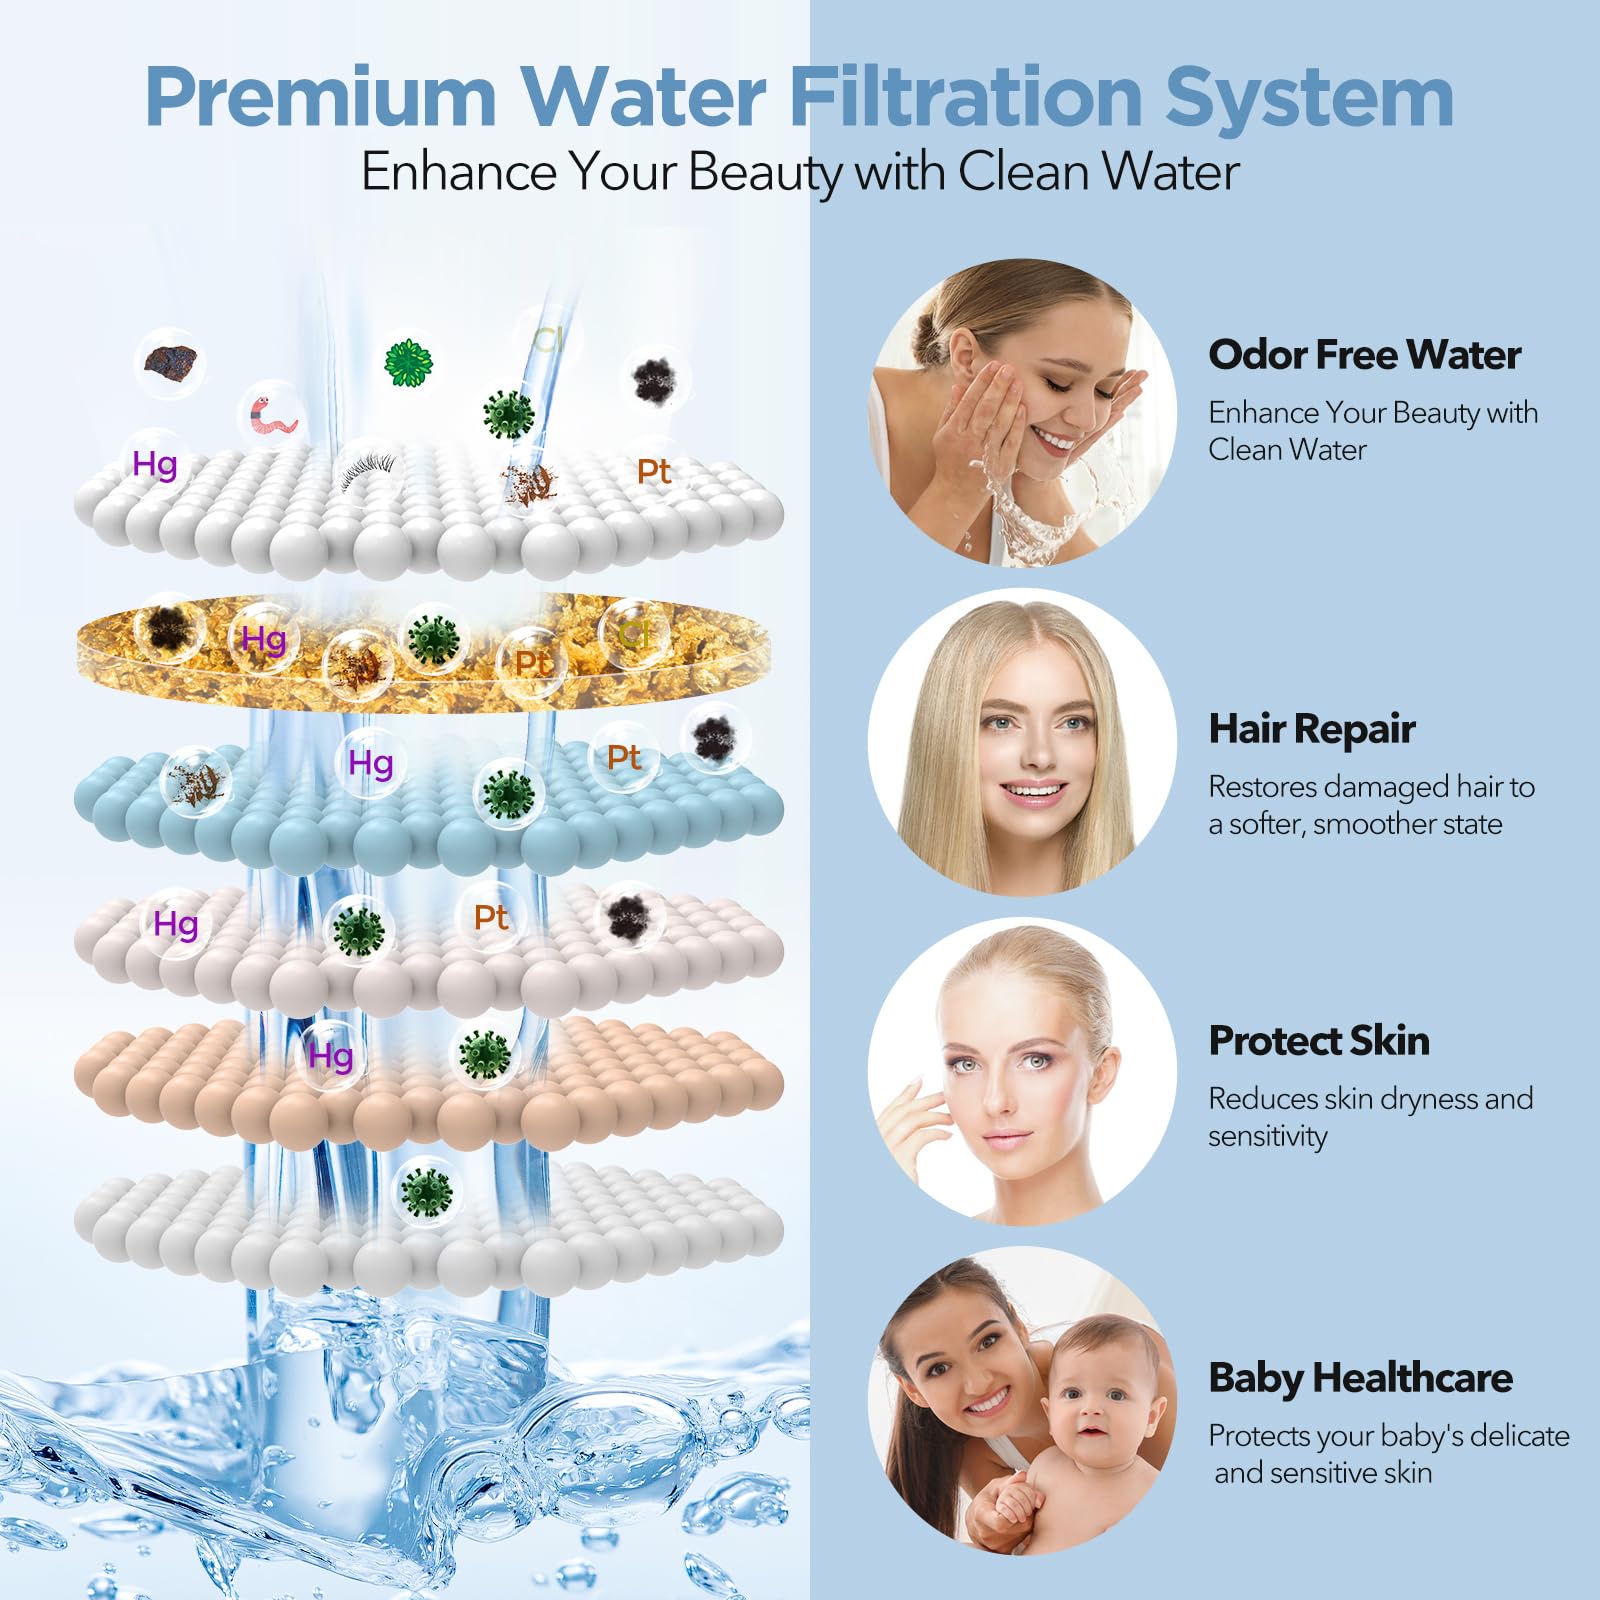 Premium Water Filtration System
Enhance Your Beauty with Clean Water
Cl
Hg
Pt
Hg
Pt
Cl
Hg
Pt
Hg
Pt
Hg
Odor Free Water
Enhance Your Beauty with
Clean Water
Hair Repair
Restores damaged hair to
a softer, smoother state
Protect Skin
Reduces skin dryness and
sensitivity
Baby Healthcare
Protects your baby's delicate
and sensitive skin